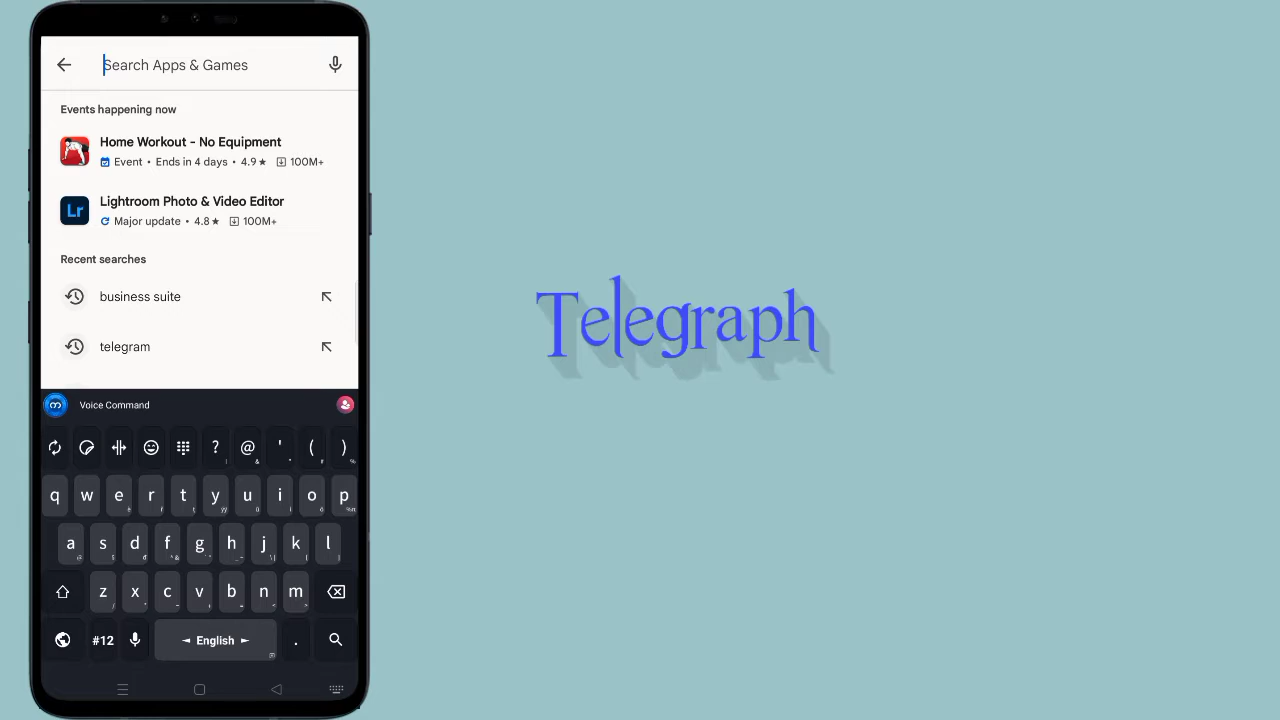 Search Apps & Games
Events happening now
Home Workout - No Equipment
Event • Ends in 4 days • 4.9★ 100M+
Lr
Lightroom Photo & Video Editor
Major update • 4.8★ 100M+
Recent searches
business suite
telegram
Voice Command
? @ ' ( )
q w e r t y u i o p
a s d f g h j k l
z x c v b n m
#12 ◄ English ► .
Telegraph